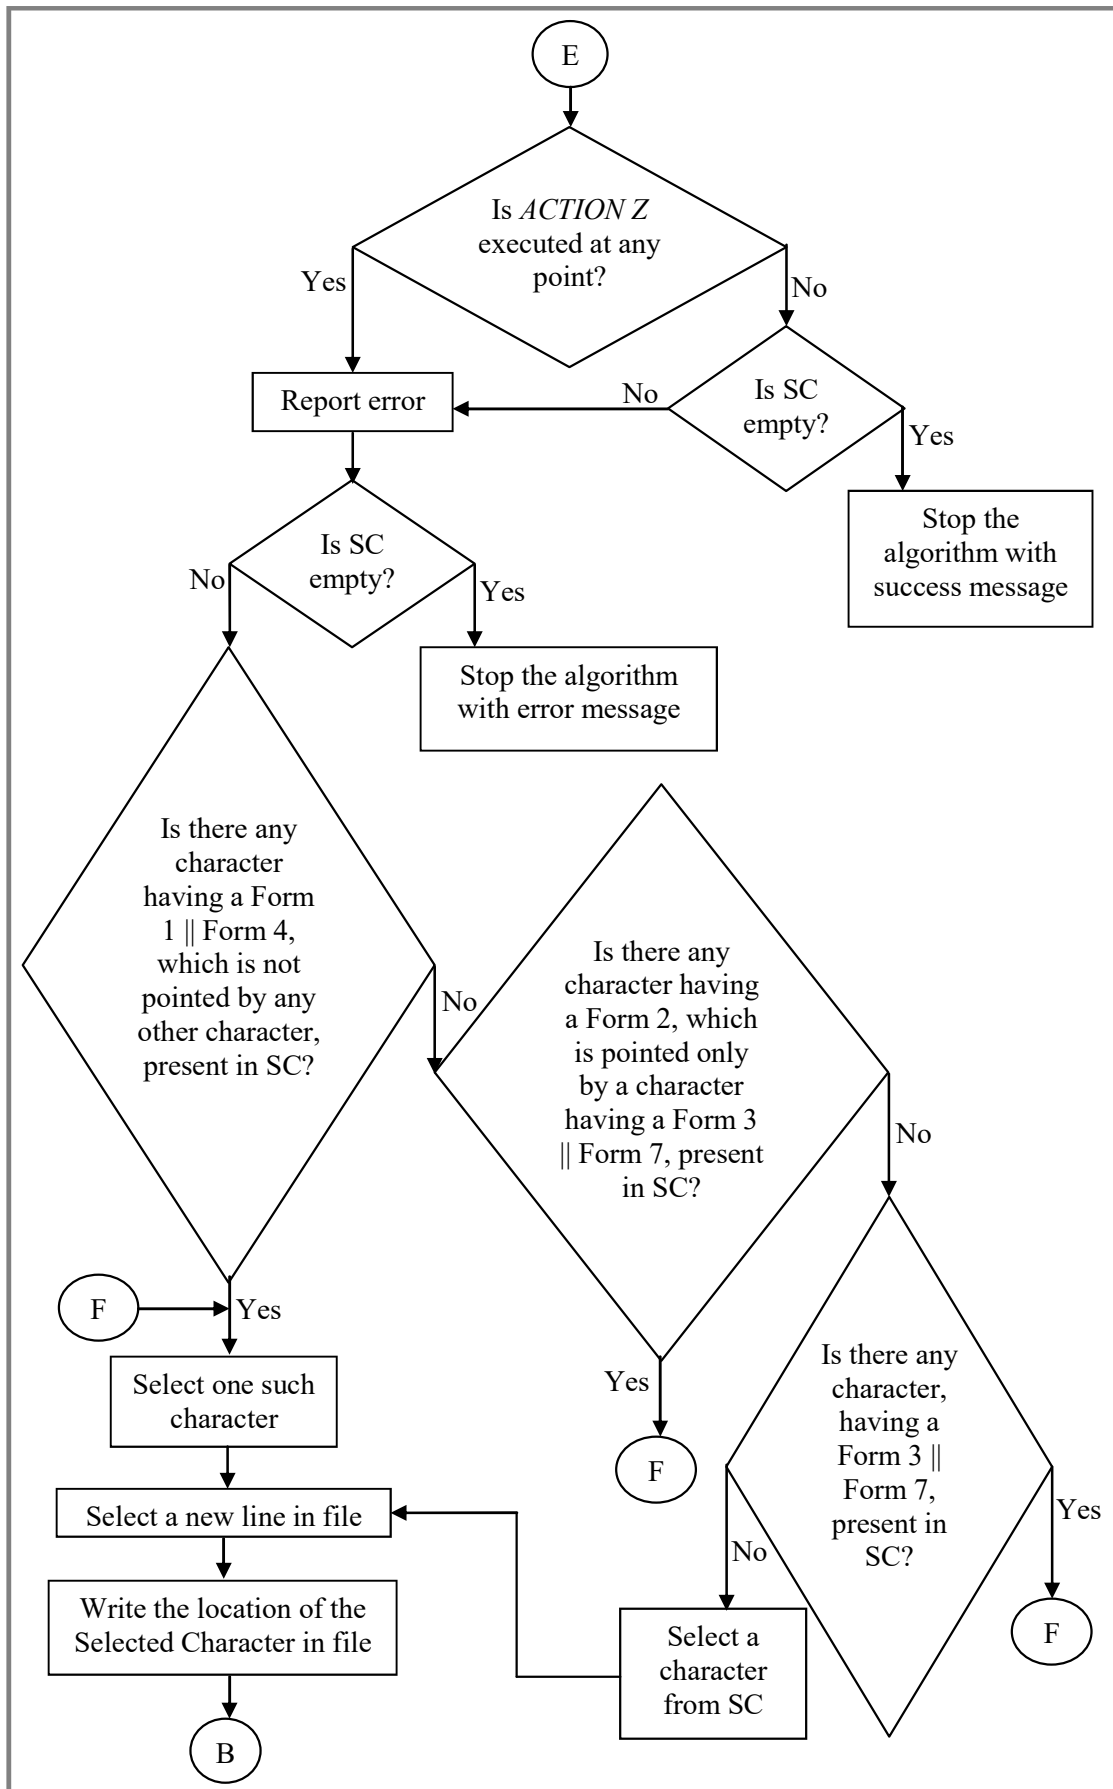 E
Is ACTION Z
executed at any
point?
Yes
No
Report error
No
Is SC
empty?
Yes
Stop the
algorithm with
success message
Is SC
empty?
No
Yes
Stop the algorithm
with error message
Is there any
character
having a Form
1 || Form 4,
which is not
pointed by any
other character,
present in SC?
No
Is there any
character having
a Form 2, which
is pointed only
by a character
having a Form 3
|| Form 7, present
in SC?
No
F
Yes
Yes
F
Is there any
character,
having a
Form 3 ||
Form 7,
present in
SC?
Yes
No
F
Select one such
character
Select a new line in file
Write the location of the
Selected Character in file
Select a
character
from SC
B